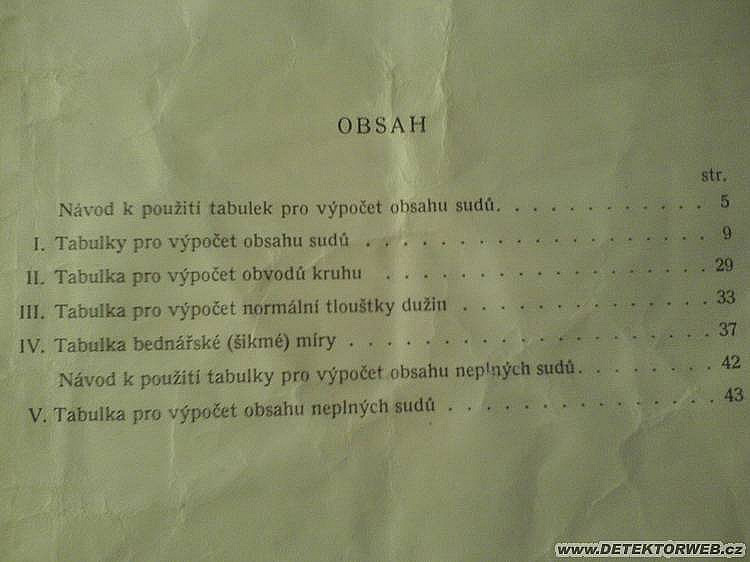 OBSAH
str.
Návod k použití tabulek pro výpočet obsahu sudů. . . . . . . . . . . . 5
I. Tabulky pro výpočet obsahu sudů . . . . . . . . . . . . . . . . . . 9
II. Tabulka pro výpočet obvodů kruhu . . . . . . . . . . . . . . . . . 29
III. Tabulka pro výpočet normální tloušťky dužin . . . . . . . . . . . . . 33
IV. Tabulka bednářské (šikmé) míry . . . . . . . . . . . . . . . . . . 37
Návod k použití tabulky pro výpočet obsahu neplných sudů. . . . . . . . 42
V. Tabulka pro výpočet obsahu neplných sudů . . . . . . . . . . . . . . 43
www.DETEKTORWEB.cz